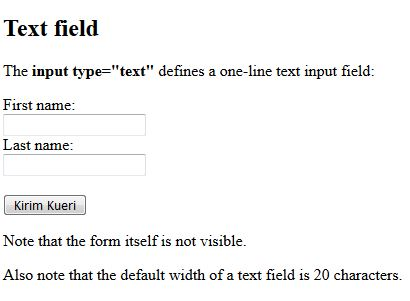 Text field
The input type="text" defines a one-line text input field:
First name:
Last name:
Kirim Kueri
Note that the form itself is not visible.
Also note that the default width of a text field is 20 characters.